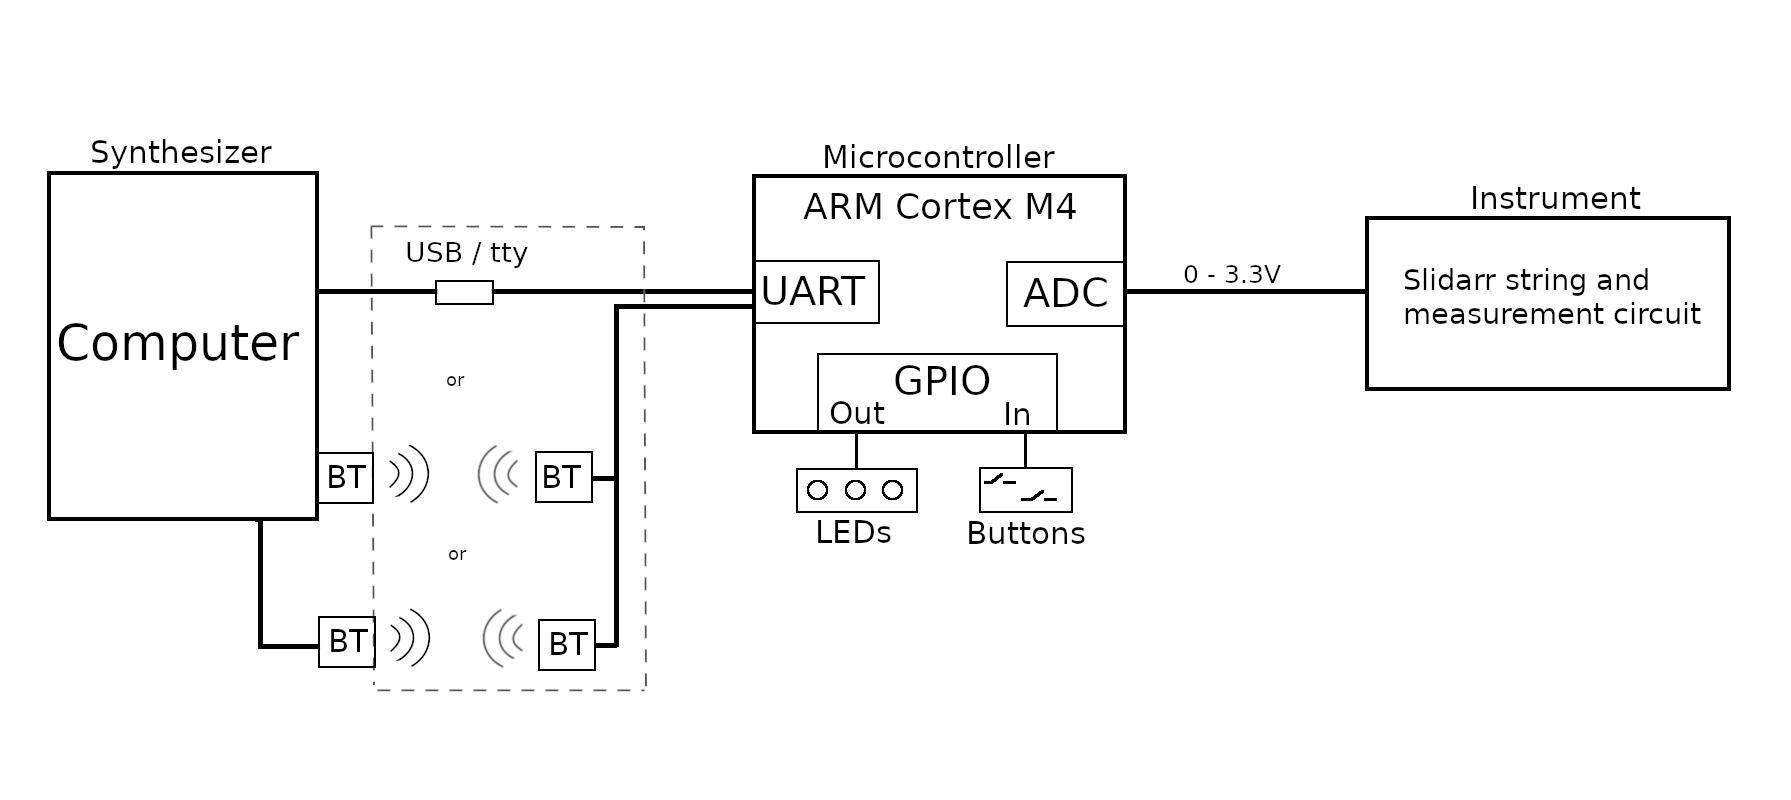 Synthesizer
Computer
USB / tty
or
BT
BT
or
BT
BT
Microcontroller
ARM Cortex M4
UART
ADC
GPIO
Out
In
LEDs
Buttons
0 - 3.3V
Instrument
Slidarr string and
measurement circuit